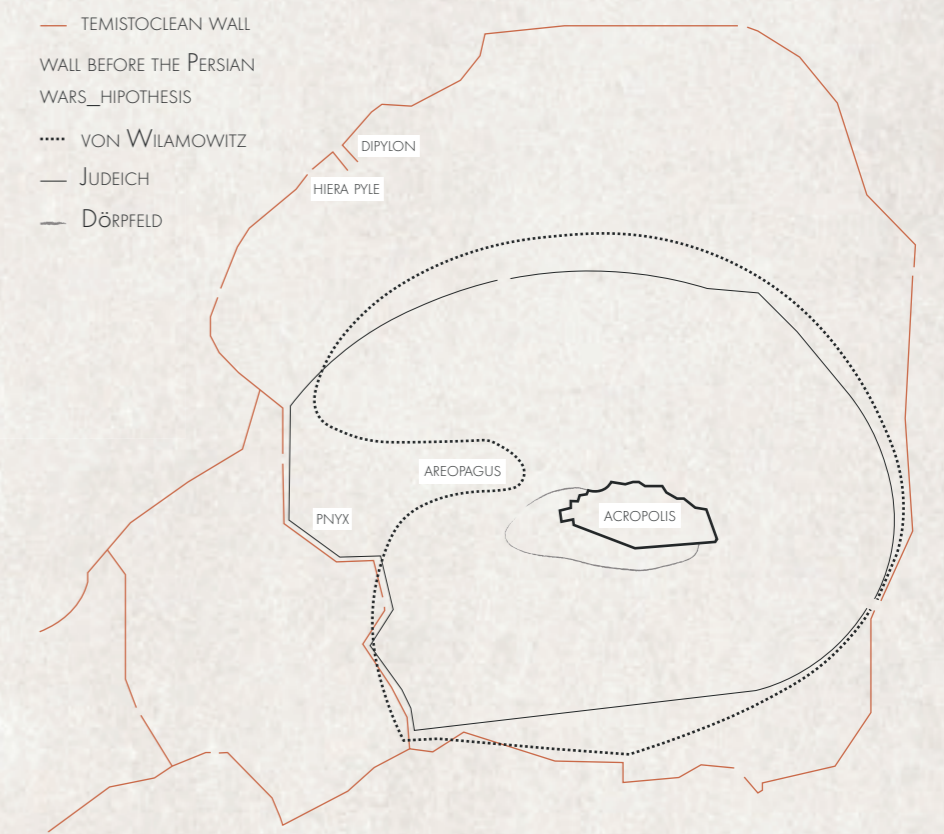 TEMISTOCLEAN WALL
WALL BEFORE THE PERSIAN
WARS_HIPOTHESIS
VON WILAMOWITZ
JUDEICH
DÖRPFELD
DIPYLON
HIERA PYLE
AREOPAGUS
PNYX
ACROPOLIS